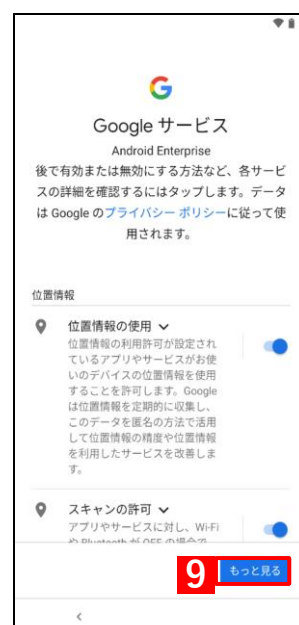 Google サービス
Android Enterprise
後で有効または無効にする方法など、各サービ
スの詳細を確認するにはタップします。データ
は Google のプライバシー ポリシーに従って使
用されます。
位置情報
位置情報の使用
位置情報の利用許可が設定され
ているアプリやサービスがお使
いのデバイスの位置情報を使用
することを許可します。Google
は位置情報を定期的に収集し、
このデータを匿名の方法で活用
して位置情報の精度や位置情報
を利用したサービスを改善しま
す。
スキャンの許可
アプリやサービスに対し、Wi-Fi
や Bluetooth が OFF の場合で
9 もっと見る